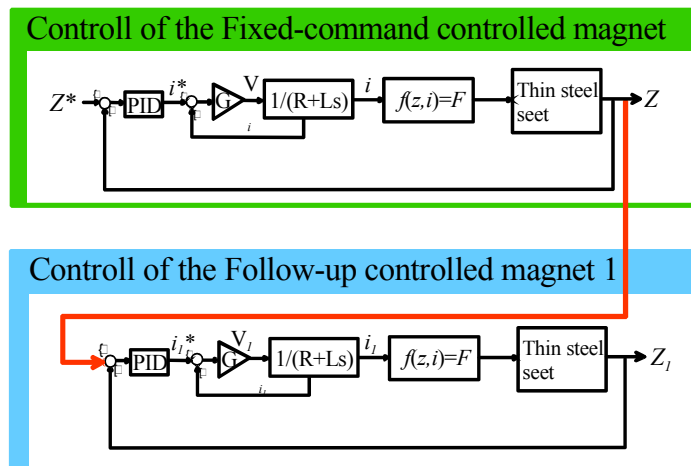 Controll of the Fixed-command controlled magnet
Z* PID i* G V 1/(R+Ls) i f(z,i)=F Thin steel Z
seet
i
Controll of the Follow-up controlled magnet 1
PID i1* G V1 1/(R+Ls) i1 f(z,i)=F Thin steel Z1
seet
i1